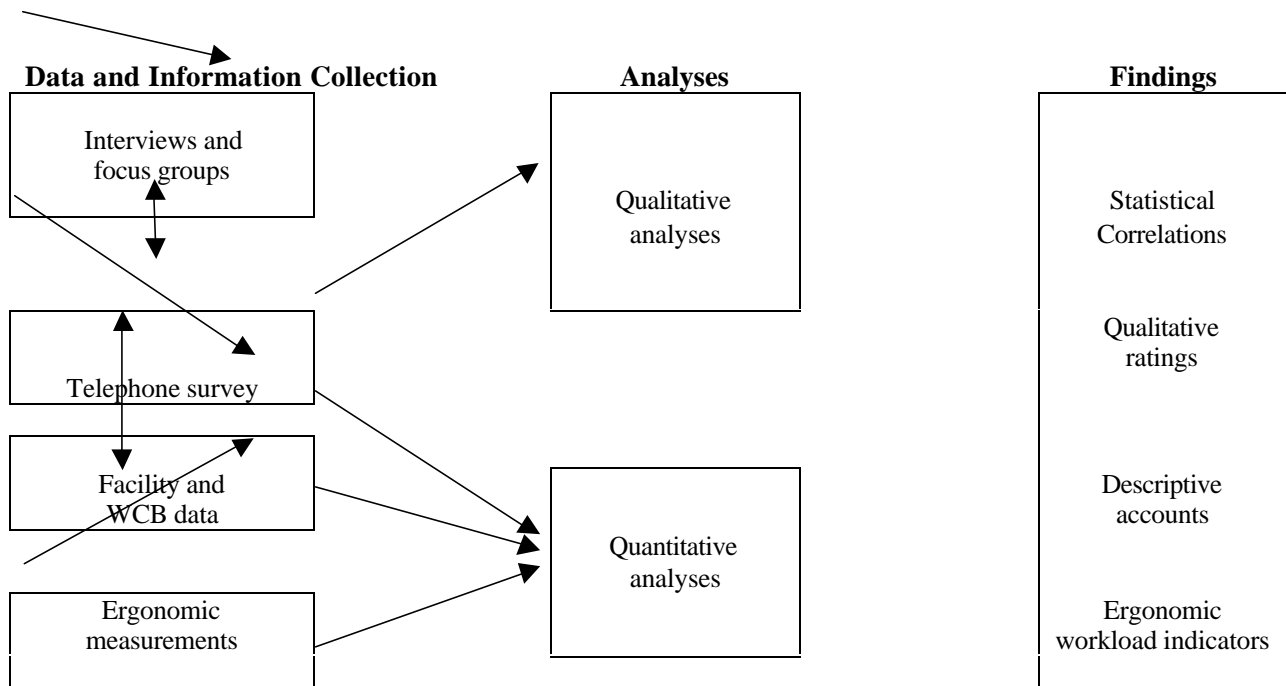 Data and Information Collection
Analyses
Findings
Interviews and
focus groups
Telephone survey
Facility and
WCB data
Ergonomic
measurements
Qualitative
analyses
Quantitative
analyses
Statistical
Correlations
Qualitative
ratings
Descriptive
accounts
Ergonomic
workload indicators